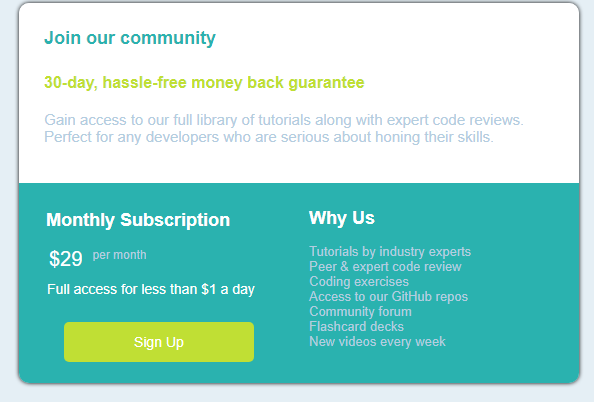 Join our community
30-day, hassle-free money back guarantee
Gain access to our full library of tutorials along with expert code reviews.
Perfect for any developers who are serious about honing their skills.
Monthly Subscription
$29 per month
Full access for less than $1 a day
Sign Up
Why Us
Tutorials by industry experts
Peer & expert code review
Coding exercises
Access to our GitHub repos
Community forum
Flashcard decks
New videos every week